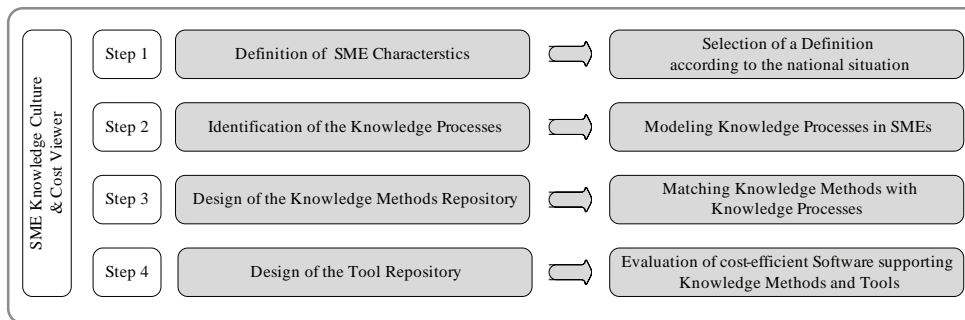 SME Knowledge Culture
& Cost Viewer
Step 1
Definition of SME Characterstics
Selection of a Definition
according to the national situation
Step 2
Identification of the Knowledge Processes
Modeling Knowledge Processes in SMEs
Step 3
Design of the Knowledge Methods Repository
Matching Knowledge Methods with
Knowledge Processes
Step 4
Design of the Tool Repository
Evaluation of cost-efficient Software supporting
Knowledge Methods and Tools